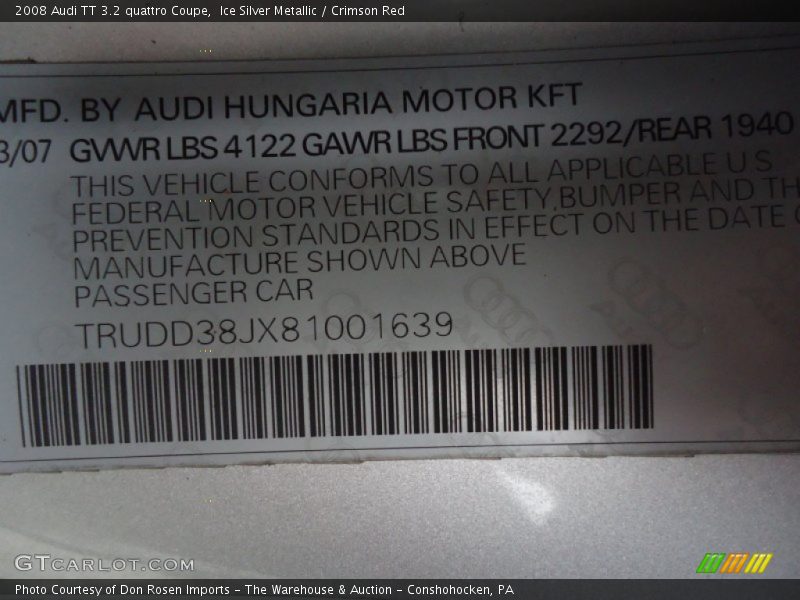 2008 Audi TT 3.2 quattro Coupe,  Ice Silver Metallic / Crimson Red
MFD. BY AUDI HUNGARIA MOTOR KFT
3/07 GVWR LBS 4122 GAWR LBS FRONT 2292/REAR 1940
THIS VEHICLE CONFORMS TO ALL APPLICABLE U S
FEDERAL MOTOR VEHICLE SAFETY, BUMPER AND TH
PREVENTION STANDARDS IN EFFECT ON THE DATE O
MANUFACTURE SHOWN ABOVE
PASSENGER CAR
TRUDD38JX81001639
GTCARLOT.COM
Photo Courtesy of Don Rosen Imports - The Warehouse & Auction - Conshohocken, PA